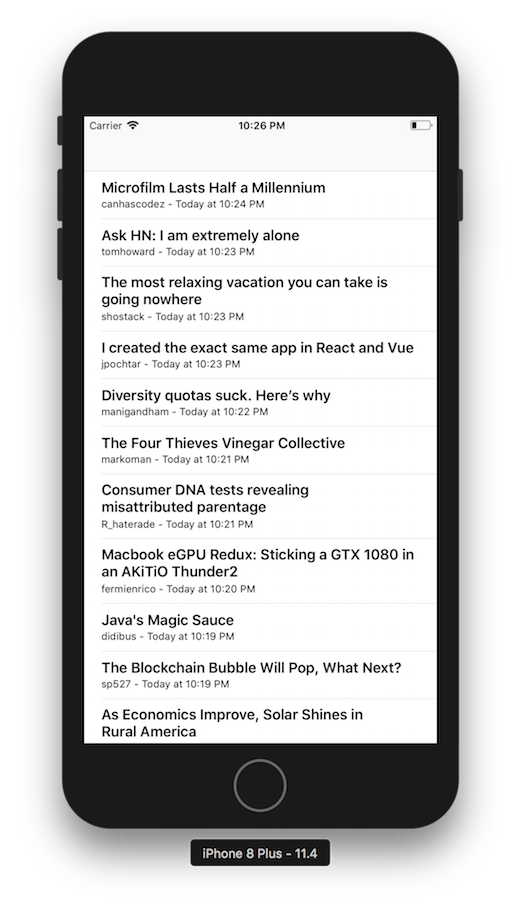 Carrier 10:26 PM
Microfilm Lasts Half a Millennium
canhascodez - Today at 10:24 PM
Ask HN: I am extremely alone
tomhoward - Today at 10:23 PM
The most relaxing vacation you can take is
going nowhere
shostack - Today at 10:23 PM
I created the exact same app in React and Vue
jpochtar - Today at 10:23 PM
Diversity quotas suck. Here’s why
manigandham - Today at 10:22 PM
The Four Thieves Vinegar Collective
markoman - Today at 10:21 PM
Consumer DNA tests revealing
misattributed parentage
R_haterade - Today at 10:21 PM
Macbook eGPU Redux: Sticking a GTX 1080 in
an AKiTiO Thunder2
fermienrico - Today at 10:20 PM
Java's Magic Sauce
didibus - Today at 10:19 PM
The Blockchain Bubble Will Pop, What Next?
sp527 - Today at 10:19 PM
As Economics Improve, Solar Shines in
Rural America
iPhone 8 Plus - 11.4